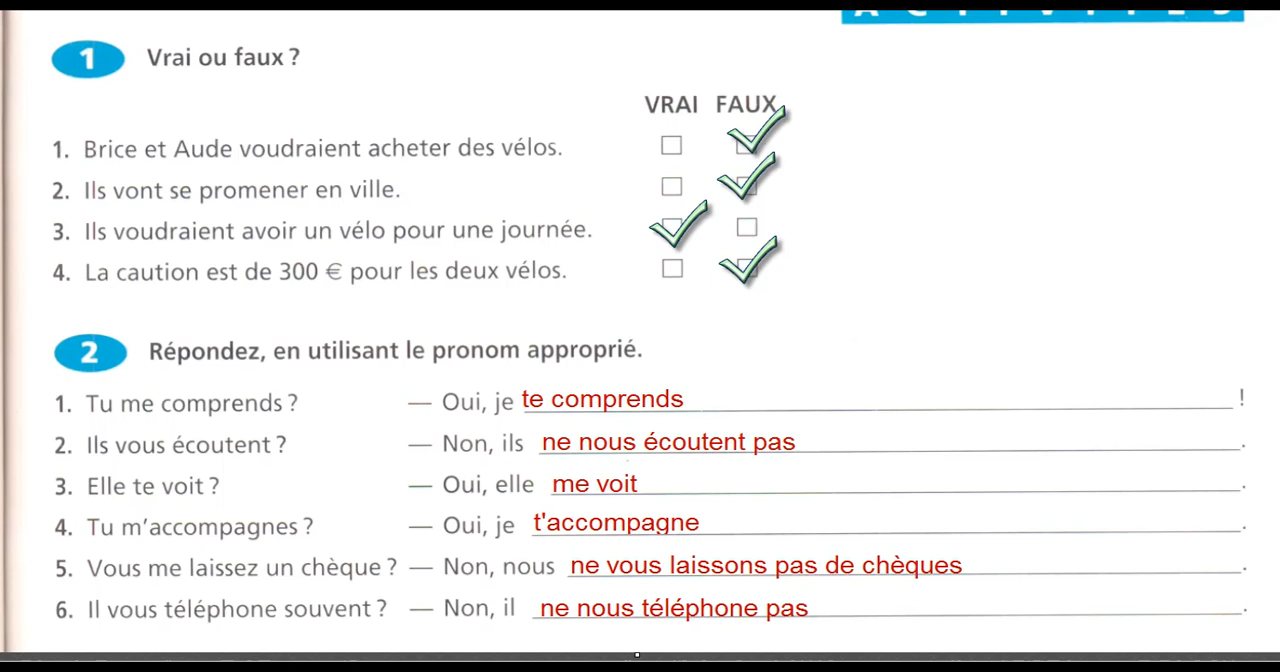 1 Vrai ou faux ?
VRAI FAUX
1. Brice et Aude voudraient acheter des vélos.
2. Ils vont se promener en ville.
3. Ils voudraient avoir un vélo pour une journée.
4. La caution est de 300 € pour les deux vélos.
2 Répondez, en utilisant le pronom approprié.
1. Tu me comprends ? — Oui, je te comprends !
2. Ils vous écoutent ? — Non, ils ne nous écoutent pas.
3. Elle te voit ? — Oui, elle me voit.
4. Tu m'accompagnes ? — Oui, je t'accompagne.
5. Vous me laissez un chèque ? — Non, nous ne vous laissons pas de chèques.
6. Il vous téléphone souvent ? — Non, il ne nous téléphone pas.